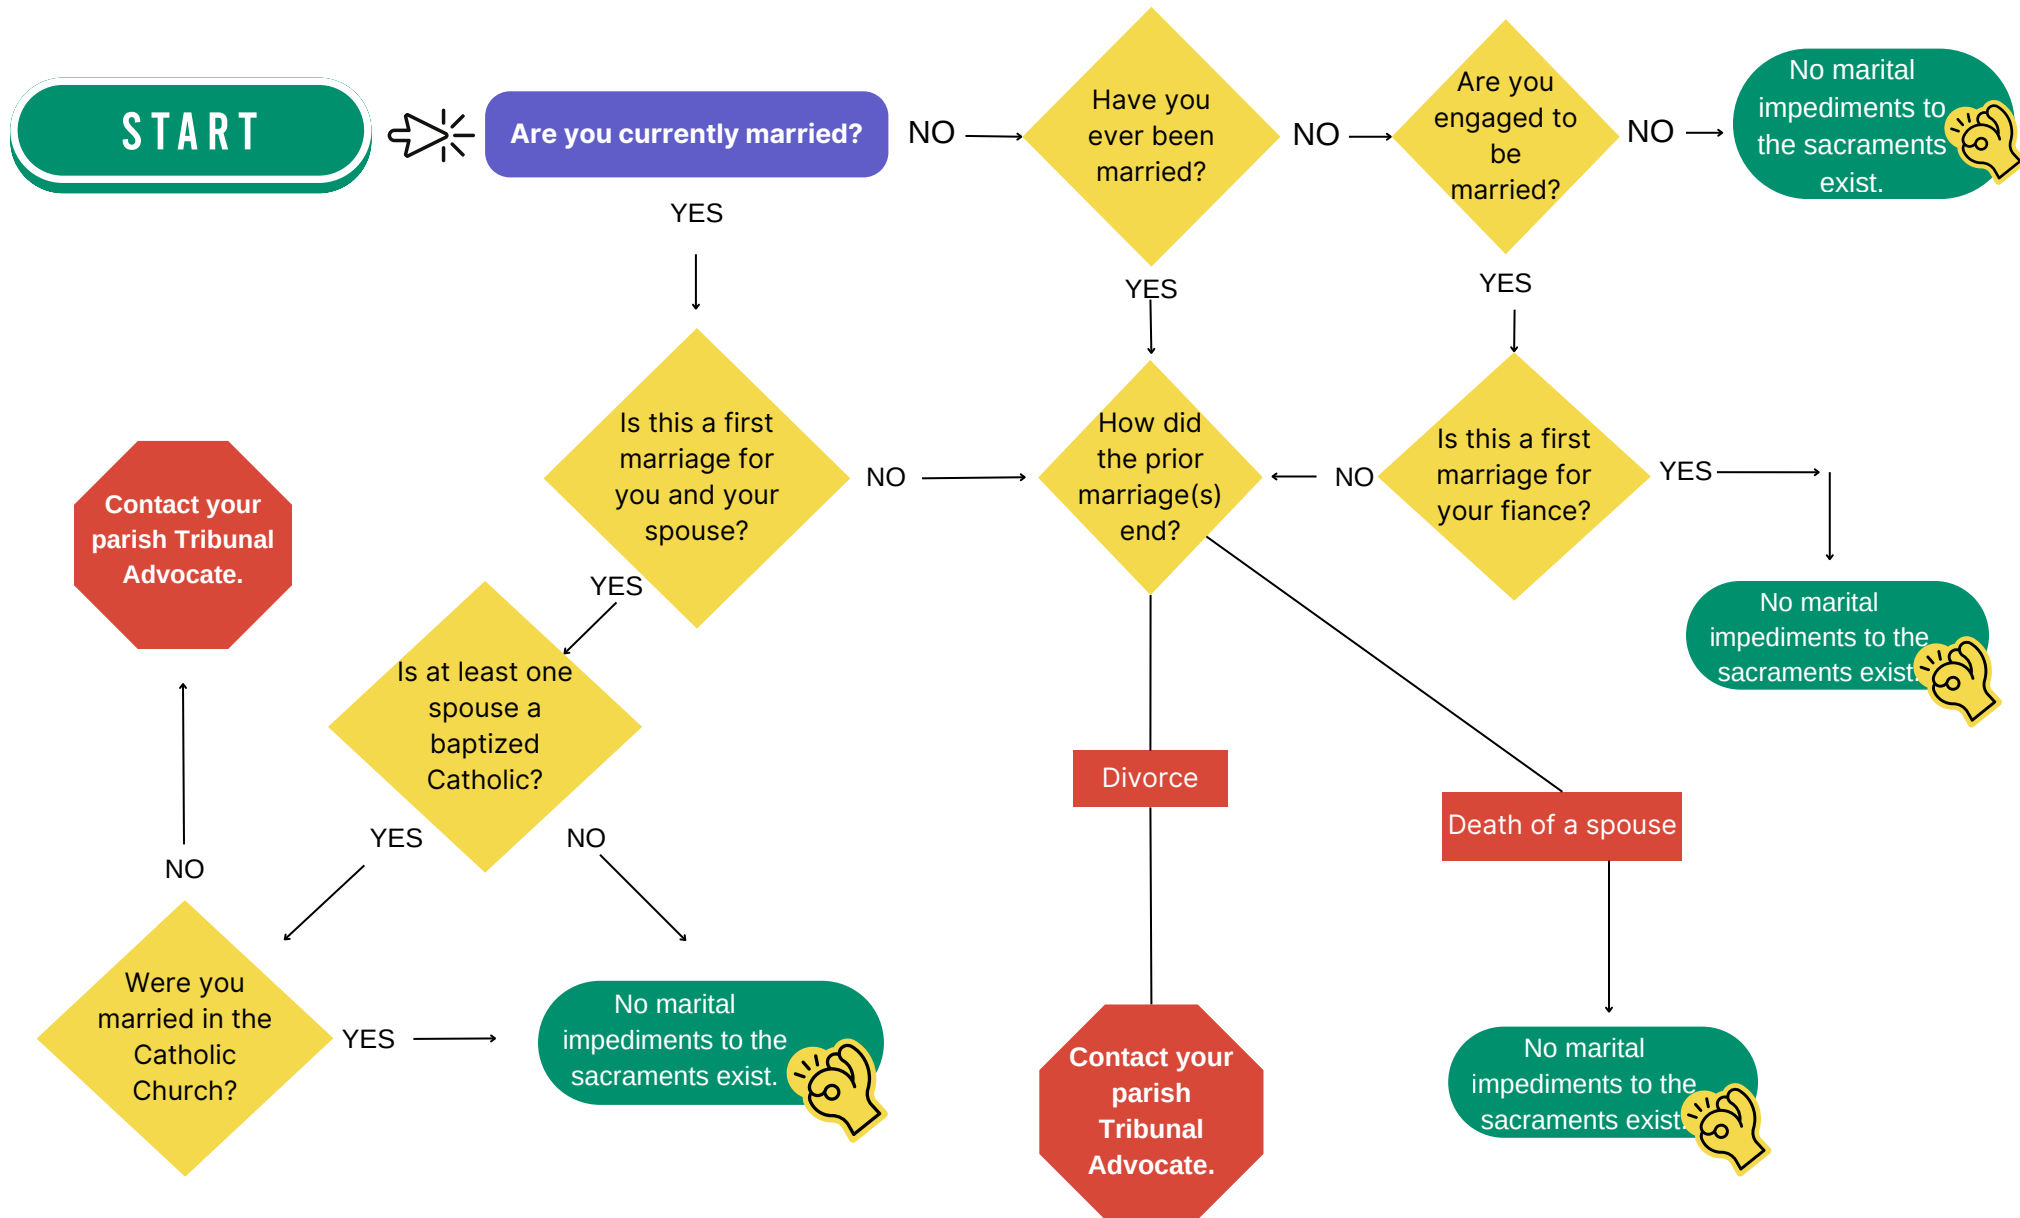 START
Are you currently married?
NO
Have you
ever been
married?
NO
Are you
engaged to
be
married?
NO
No marital
impediments to
the sacraments
exist.
YES
YES
YES
Is this a first
marriage for
you and your
spouse?
NO
How did
the prior
marriage(s)
end?
NO
Is this a first
marriage for
your fiance?
YES
No marital
impediments to the
sacraments exist.
Contact your
parish Tribunal
Advocate.
YES
Is at least one
spouse a
baptized
Catholic?
YES
NO
NO
Were you
married in the
Catholic
Church?
YES
No marital
impediments to the
sacraments exist.
Divorce
Death of a spouse
Contact your
parish
Tribunal
Advocate.
No marital
impediments to the
sacraments exist.